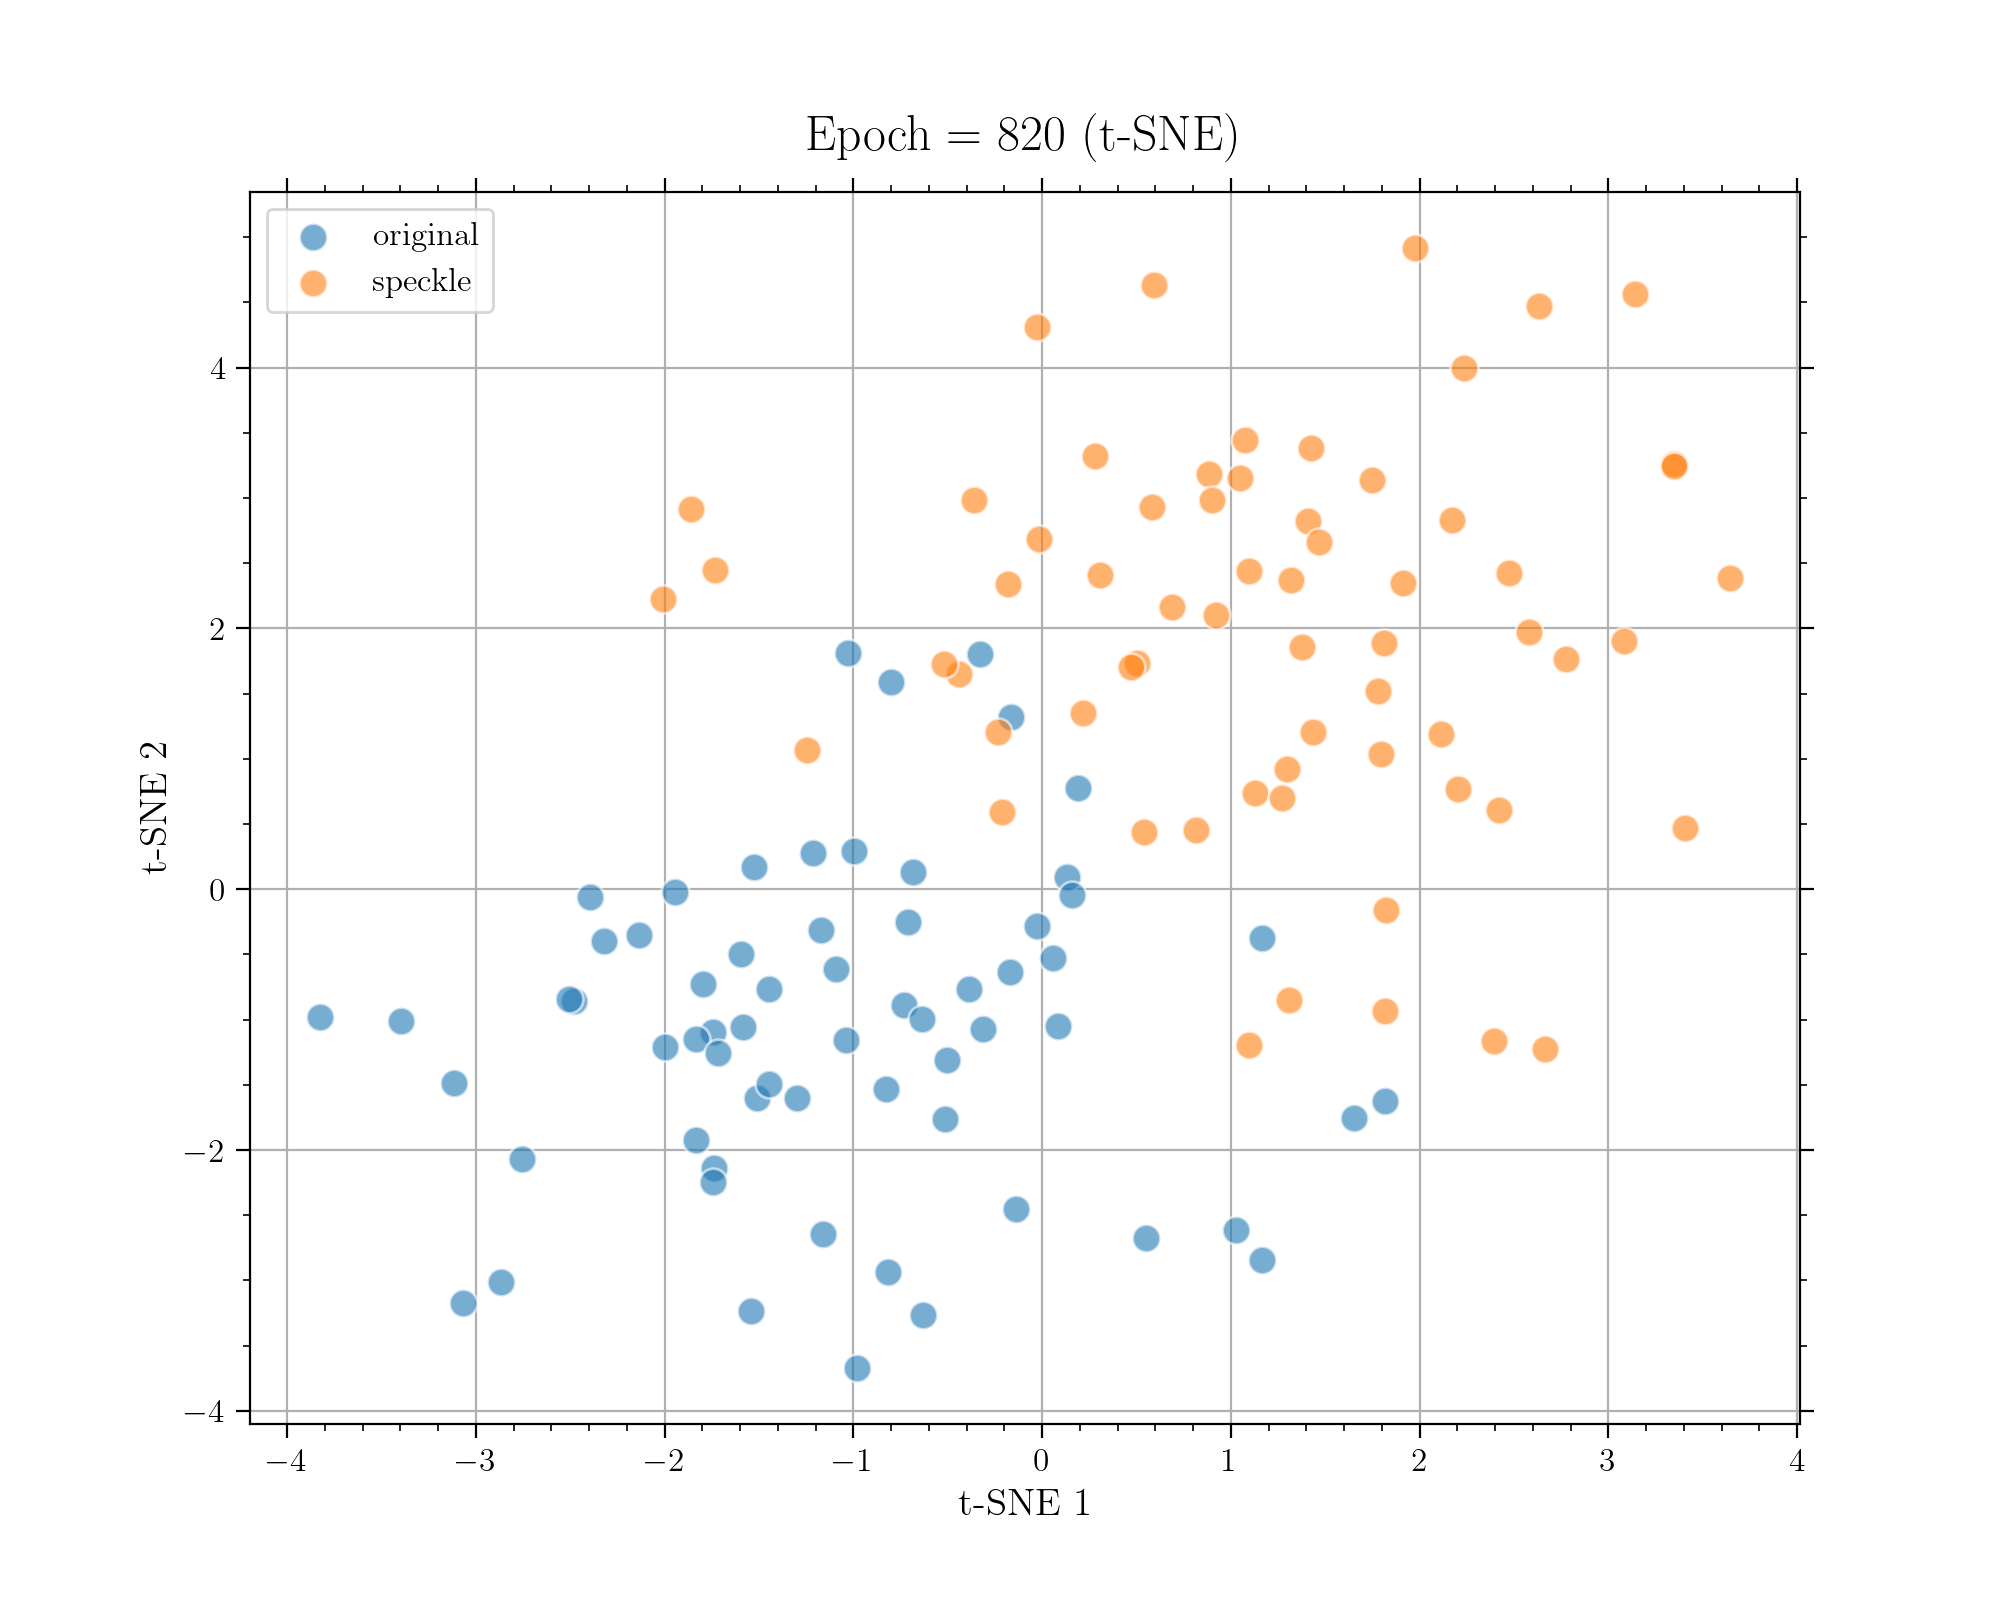 Epoch = 820 (t-SNE)
original
speckle
4
2
0
−2
−4
t-SNE 2
−4 −3 −2 −1 0 1 2 3 4
t-SNE 1